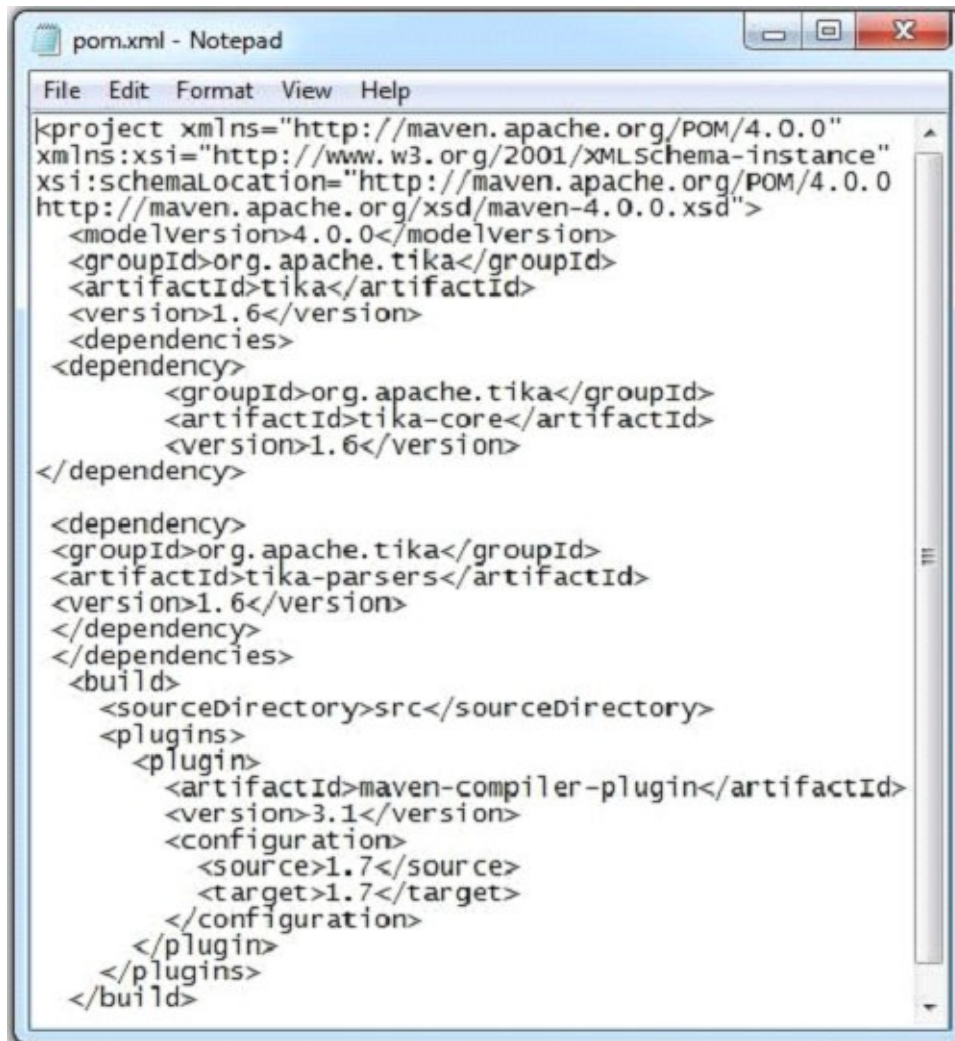 pom.xml - Notepad
File Edit Format View Help
<project xmlns="http://maven.apache.org/POM/4.0.0"
xmlns:xsi="http://www.w3.org/2001/XMLSchema-instance"
xsi:schemaLocation="http://maven.apache.org/POM/4.0.0
http://maven.apache.org/xsd/maven-4.0.0.xsd">
<modelVersion>4.0.0</modelVersion>
<groupId>org.apache.tika</groupId>
<artifactId>tika</artifactId>
<version>1.6</version>
<dependencies>
<dependency>
<groupId>org.apache.tika</groupId>
<artifactId>tika-core</artifactId>
<version>1.6</version>
</dependency>
<dependency>
<groupId>org.apache.tika</groupId>
<artifactId>tika-parsers</artifactId>
<version>1.6</version>
</dependency>
</dependencies>
<build>
<sourceDirectory>src</sourceDirectory>
<plugins>
<plugin>
<artifactId>maven-compiler-plugin</artifactId>
<version>3.1</version>
<configuration>
<source>1.7</source>
<target>1.7</target>
</configuration>
</plugin>
</plugins>
</build>